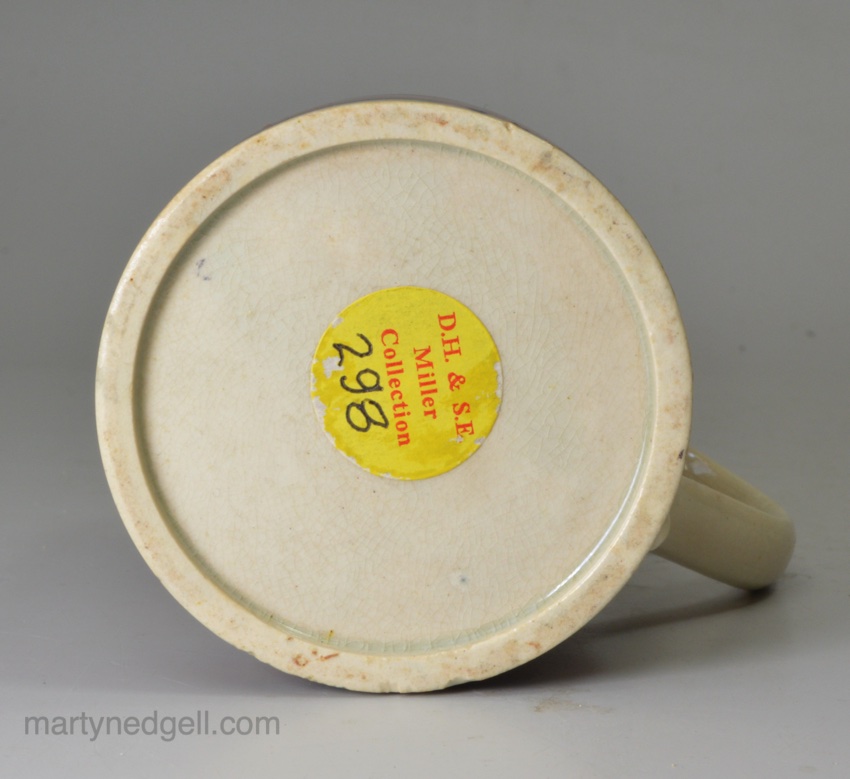 D.H. & S.E
Miller
Collection
298
martynedgell.com